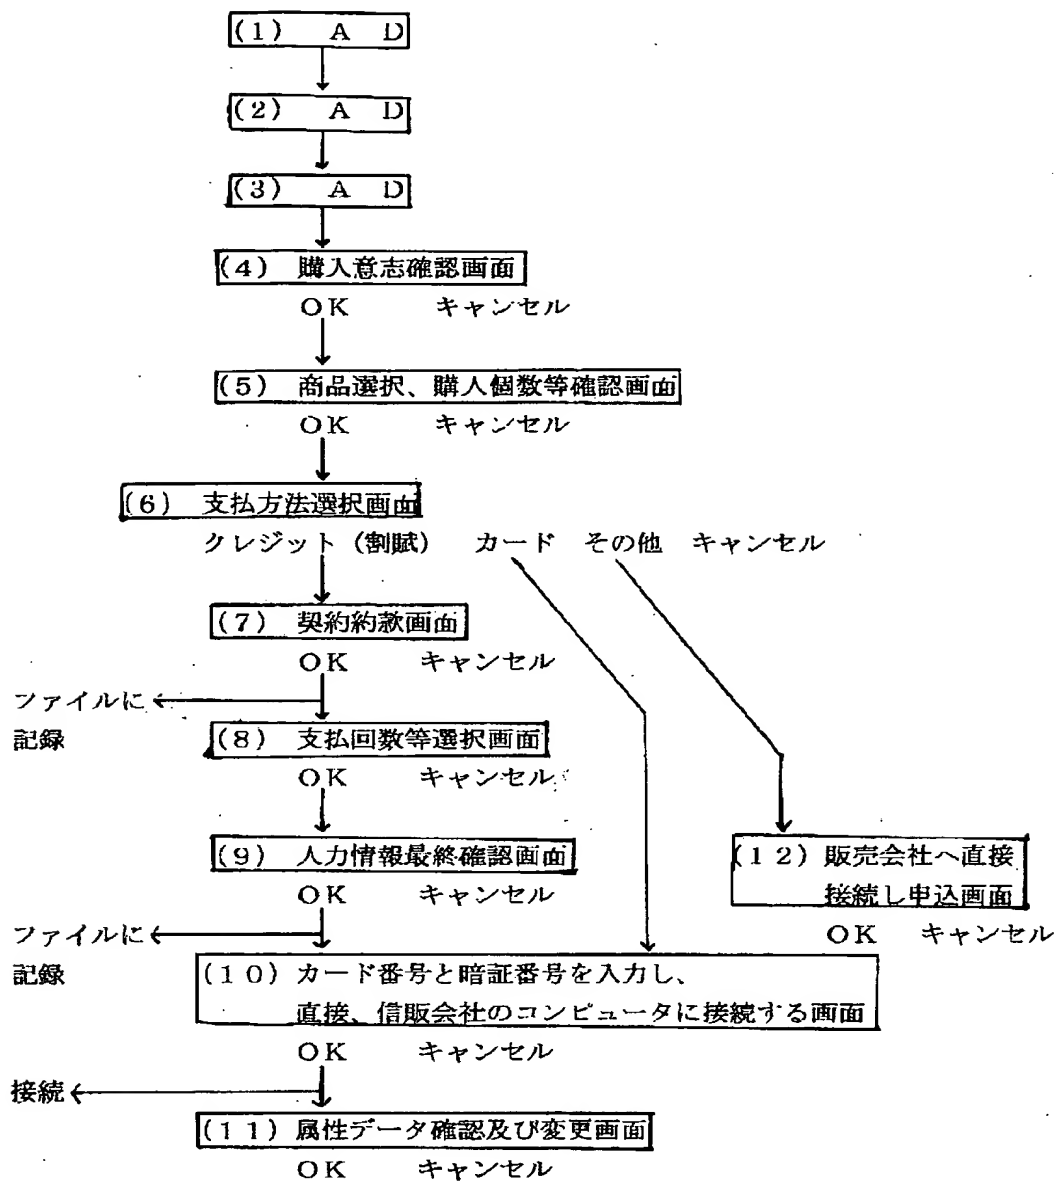 (1) A D
(2) A D
(3) A D
(4) 購入意志確認画面
OK キャンセル
(5) 商品選択、購入個数等確認画面
OK キャンセル
(6) 支払方法選択画面
クレジット(割賦) カード その他 キャンセル
(7) 契約約款画面
OK キャンセル
ファイルに
記録
(8) 支払回数等選択画面
OK キャンセル
(9) 入力情報最終確認画面
OK キャンセル
(12) 販売会社へ直接
接続し申込画面
OK キャンセル
ファイルに
記録
(10) カード番号と暗証番号を入力し、
直接、信販会社のコンピュータに接続する画面
OK キャンセル
接続
(11) 属性データ確認及び変更画面
OK キャンセル